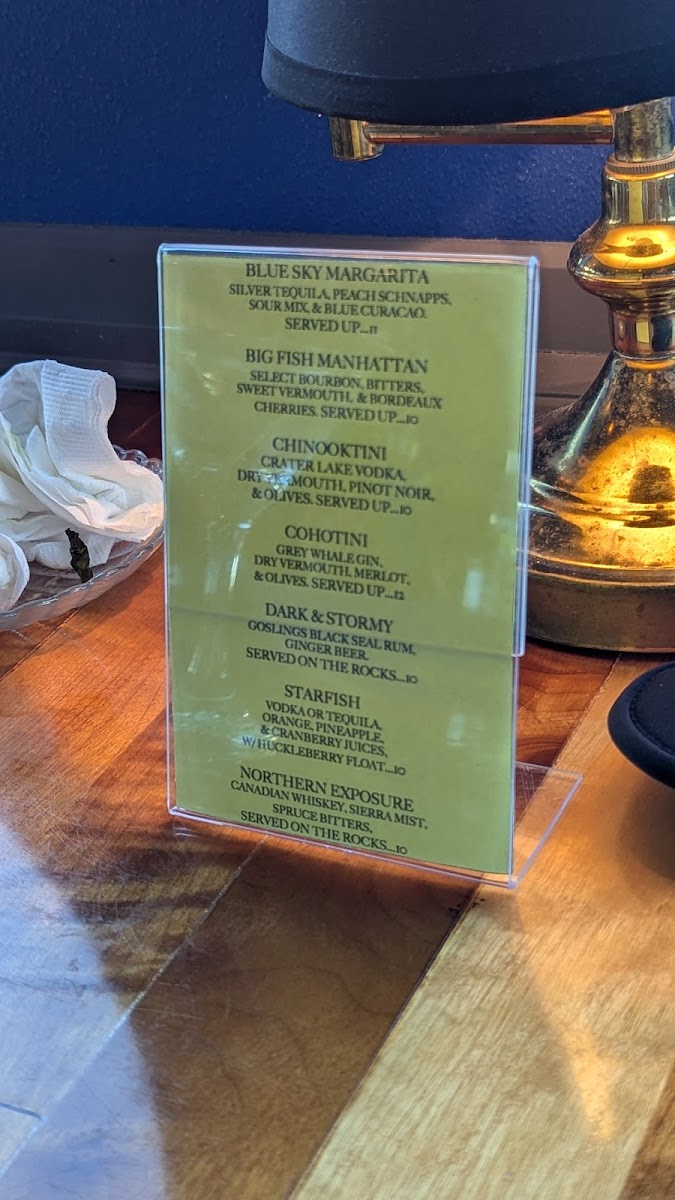 BLUE SKY MARGARITA
SILVER TEQUILA, PEACH SCHNAPPS,
SOUR MIX, & BLUE CURACAO.
SERVED UP...11
BIG FISH MANHATTAN
SELECT BOURBON, BITTERS,
SWEET VERMOUTH, & BORDEAUX
CHERRIES. SERVED UP...10
CHINOOKTINI
CRATER LAKE VODKA,
DRY VERMOUTH, PINOT NOIR,
& OLIVES. SERVED UP...10
COHOTINI
GREY WHALE GIN,
DRY VERMOUTH, MERLOT,
& OLIVES. SERVED UP...12
DARK & STORMY
GOSLINGS BLACK SEAL RUM,
GINGER BEER.
SERVED ON THE ROCKS...10
STARFISH
VODKA OR TEQUILA,
ORANGE, PINEAPPLE,
& CRANBERRY JUICES,
W/ HUCKLEBERRY FLOAT...10
NORTHERN EXPOSURE
CANADIAN WHISKEY, SIERRA MIST,
SPRUCE BITTERS,
SERVED ON THE ROCKS...10